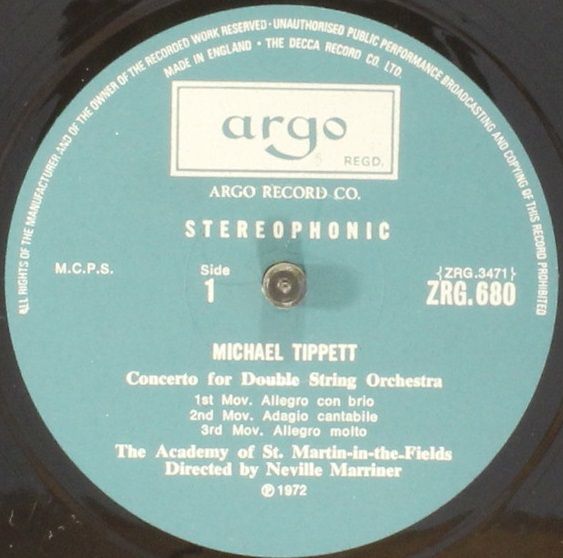 ALL RIGHTS OF THE MANUFACTURER AND OF THE OWNER OF THE RECORDED WORK RESERVED · UNAUTHORISED PUBLIC PERFORMANCE BROADCASTING AND COPYING OF THIS RECORD PROHIBITED
MADE IN ENGLAND · THE DECCA RECORD CO. LTD.
argo
REGD.
ARGO RECORD CO.
STEREOPHONIC
M.C.P.S. Side {ZRG.3471}
1 ZRG.680
MICHAEL TIPPETT
Concerto for Double String Orchestra
1st Mov. Allegro con brio
2nd Mov. Adagio cantabile
3rd Mov. Allegro molto
The Academy of St. Martin-in-the-Fields
Directed by Neville Marriner
℗ 1972